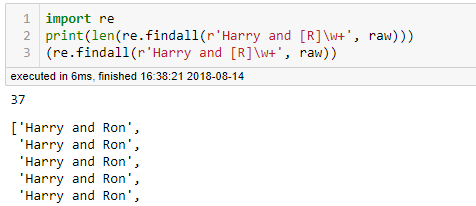 1 import re
2 print(len(re.findall(r'Harry and [R]\w+', raw)))
3 (re.findall(r'Harry and [R]\w+', raw))
executed in 6ms, finished 16:38:21 2018-08-14
37
['Harry and Ron',
'Harry and Ron',
'Harry and Ron',
'Harry and Ron',
'Harry and Ron',